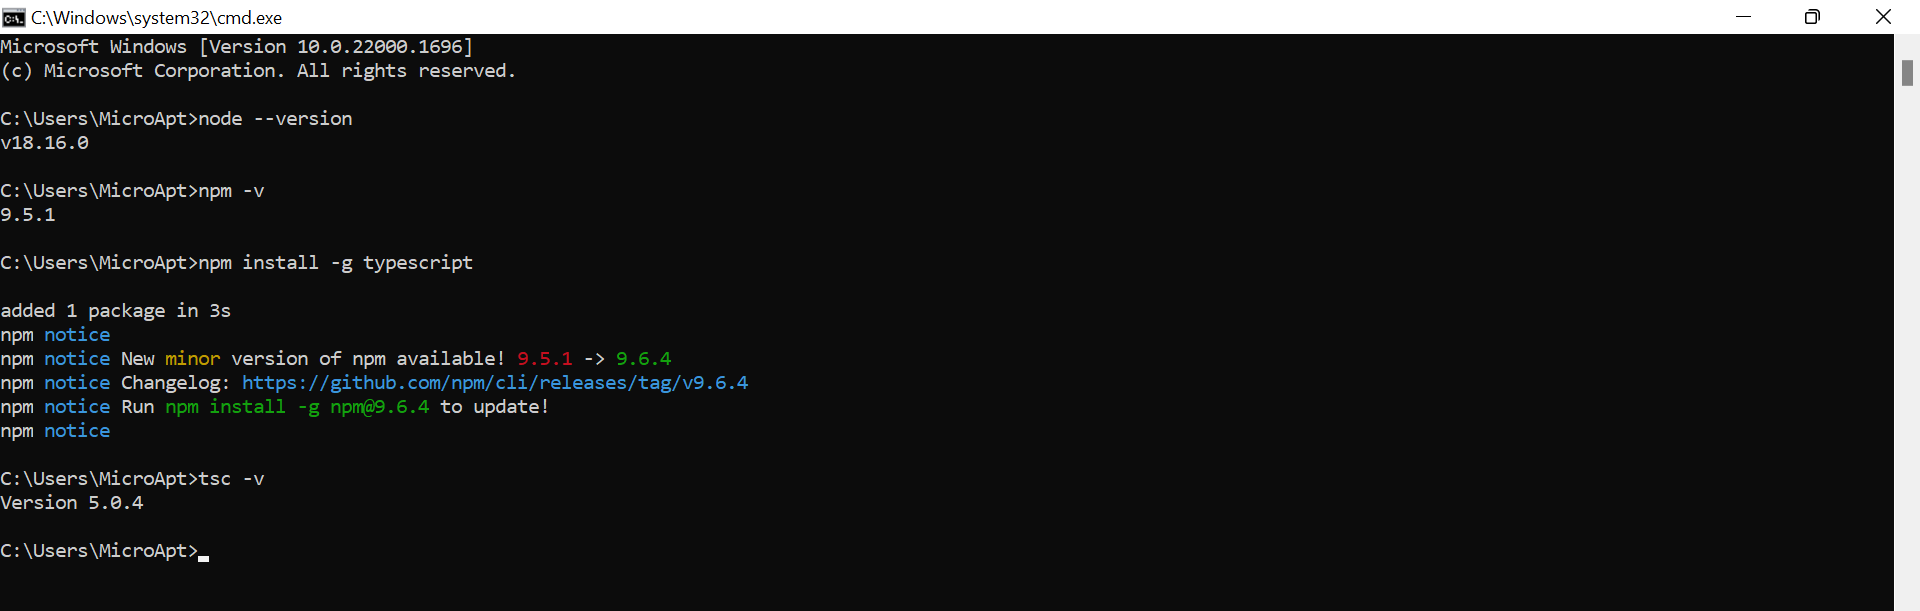 C:\Windows\system32\cmd.exe
Microsoft Windows [Version 10.0.22000.1696]
(c) Microsoft Corporation. All rights reserved.
C:\Users\MicroApt>node --version
v18.16.0
C:\Users\MicroApt>npm -v
9.5.1
C:\Users\MicroApt>npm install -g typescript
added 1 package in 3s
npm notice
npm notice New minor version of npm available! 9.5.1 -> 9.6.4
npm notice Changelog: https://github.com/npm/cli/releases/tag/v9.6.4
npm notice Run npm install -g npm@9.6.4 to update!
npm notice
C:\Users\MicroApt>tsc -v
Version 5.0.4
C:\Users\MicroApt>